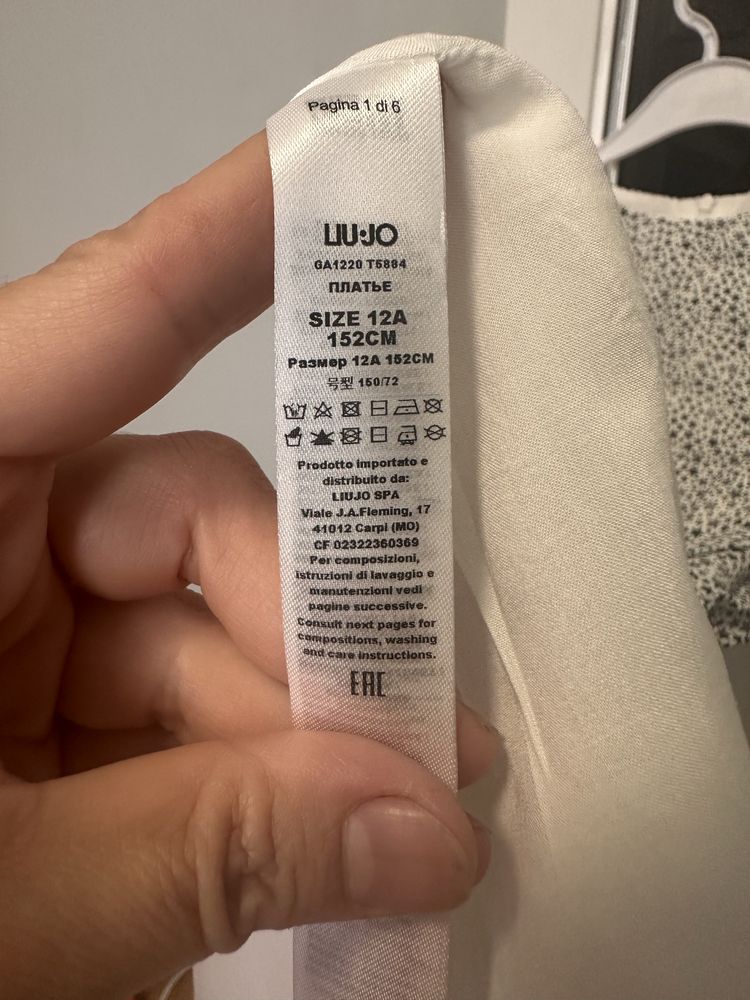 Pagina 1 di 6
LIU·JO
GA1220 T5884
ПЛАТЬЕ
SIZE 12A
152CM
Размер 12A 152CM
号型 150/72
Prodotto importato e
distribuito da:
LIUJO SPA
Viale J.A.Fleming, 17
41012 Carpi (MO)
CF 02322360369
Per composizioni,
istruzioni di lavaggio e
manutenzioni vedi
pagine successive.
Consult next pages for
compositions, washing
and care instructions.
EAC